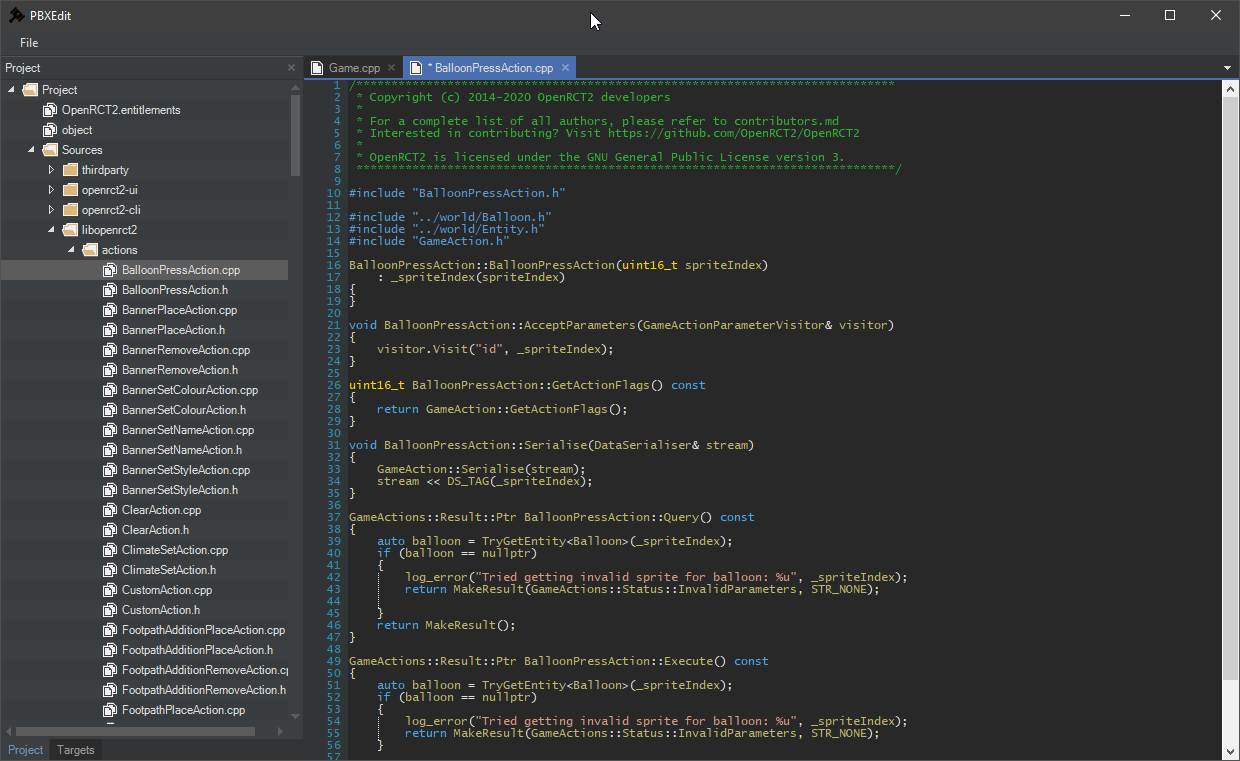 PBXEdit
File
Project
Project
OpenRCT2.entitlements
object
Sources
thirdparty
openrct2-ui
openrct2-cli
libopenrct2
actions
BalloonPressAction.cpp
BalloonPressAction.h
BannerPlaceAction.cpp
BannerPlaceAction.h
BannerRemoveAction.cpp
BannerRemoveAction.h
BannerSetColourAction.cpp
BannerSetColourAction.h
BannerSetNameAction.cpp
BannerSetNameAction.h
BannerSetStyleAction.cpp
BannerSetStyleAction.h
ClearAction.cpp
ClearAction.h
ClimateSetAction.cpp
ClimateSetAction.h
CustomAction.cpp
CustomAction.h
FootpathAdditionPlaceAction.cpp
FootpathAdditionPlaceAction.h
FootpathAdditionRemoveAction.cp
FootpathAdditionRemoveAction.h
FootpathPlaceAction.cpp
Project Targets
Game.cpp * BalloonPressAction.cpp
1 /*****************************************************************************
2  * Copyright (c) 2014-2020 OpenRCT2 developers
3  *
4  * For a complete list of all authors, please refer to contributors.md
5  * Interested in contributing? Visit https://github.com/OpenRCT2/OpenRCT2
6  *
7  * OpenRCT2 is licensed under the GNU General Public License version 3.
8  *****************************************************************************/
9
10 #include "BalloonPressAction.h"
11
12 #include "../world/Balloon.h"
13 #include "../world/Entity.h"
14 #include "GameAction.h"
15
16 BalloonPressAction::BalloonPressAction(uint16_t spriteIndex)
17     : _spriteIndex(spriteIndex)
18 {
19 }
20
21 void BalloonPressAction::AcceptParameters(GameActionParameterVisitor& visitor)
22 {
23     visitor.Visit("id", _spriteIndex);
24 }
25
26 uint16_t BalloonPressAction::GetActionFlags() const
27 {
28     return GameAction::GetActionFlags();
29 }
30
31 void BalloonPressAction::Serialise(DataSerialiser& stream)
32 {
33     GameAction::Serialise(stream);
34     stream << DS_TAG(_spriteIndex);
35 }
36
37 GameActions::Result::Ptr BalloonPressAction::Query() const
38 {
39     auto balloon = TryGetEntity<Balloon>(_spriteIndex);
40     if (balloon == nullptr)
41     {
42         log_error("Tried getting invalid sprite for balloon: %u", _spriteIndex);
43         return MakeResult(GameActions::Status::InvalidParameters, STR_NONE);
44
45     }
46     return MakeResult();
47 }
48
49 GameActions::Result::Ptr BalloonPressAction::Execute() const
50 {
51     auto balloon = TryGetEntity<Balloon>(_spriteIndex);
52     if (balloon == nullptr)
53     {
54         log_error("Tried getting invalid sprite for balloon: %u", _spriteIndex);
55         return MakeResult(GameActions::Status::InvalidParameters, STR_NONE);
56     }
57